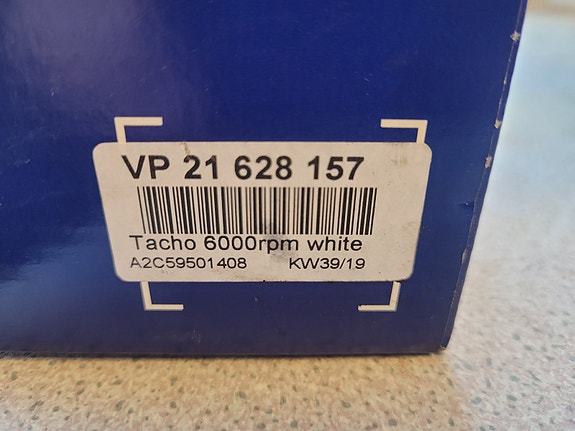 VP 21 628 157
Tacho 6000rpm white
A2C59501408 KW39/19